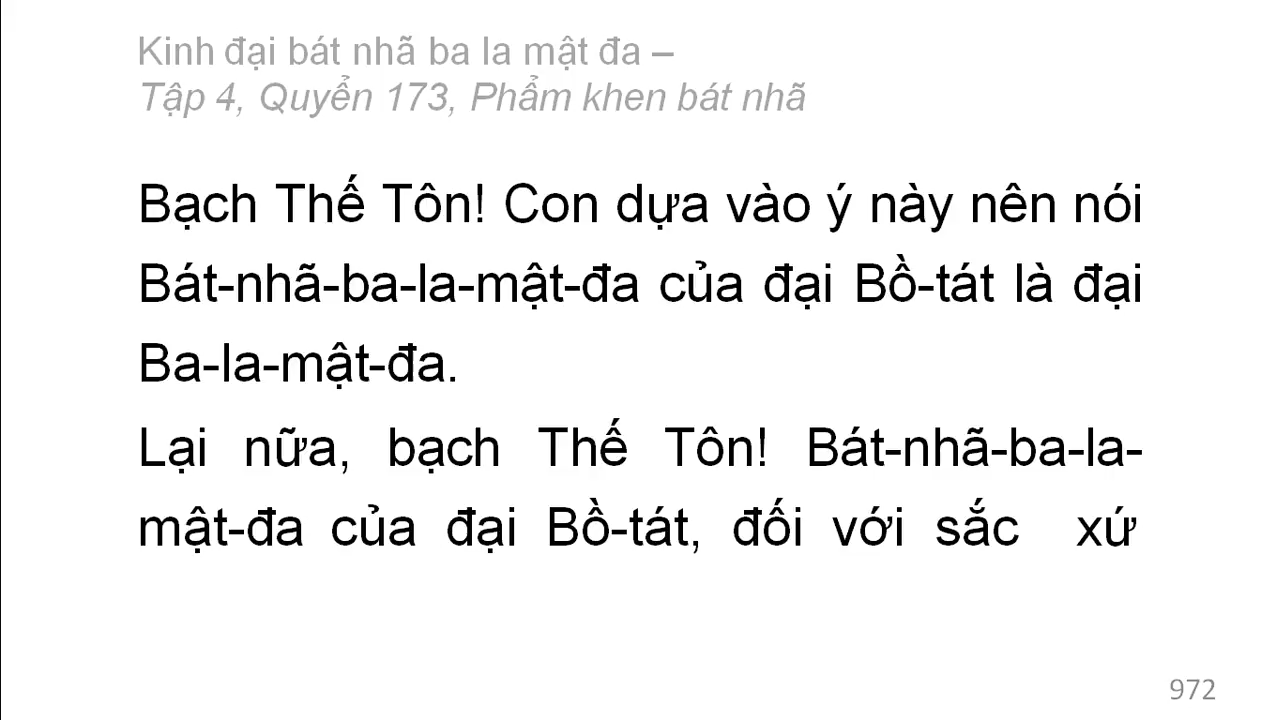 Kinh đại bát nhã ba la mật đa –
Tập 4, Quyển 173, Phẩm khen bát nhã
Bạch Thế Tôn! Con dựa vào ý này nên nói
Bát-nhã-ba-la-mật-đa của đại Bồ-tát là đại
Ba-la-mật-đa.
Lại nữa, bạch Thế Tôn! Bát-nhã-ba-la-
mật-đa của đại Bồ-tát, đối với sắc xứ
972